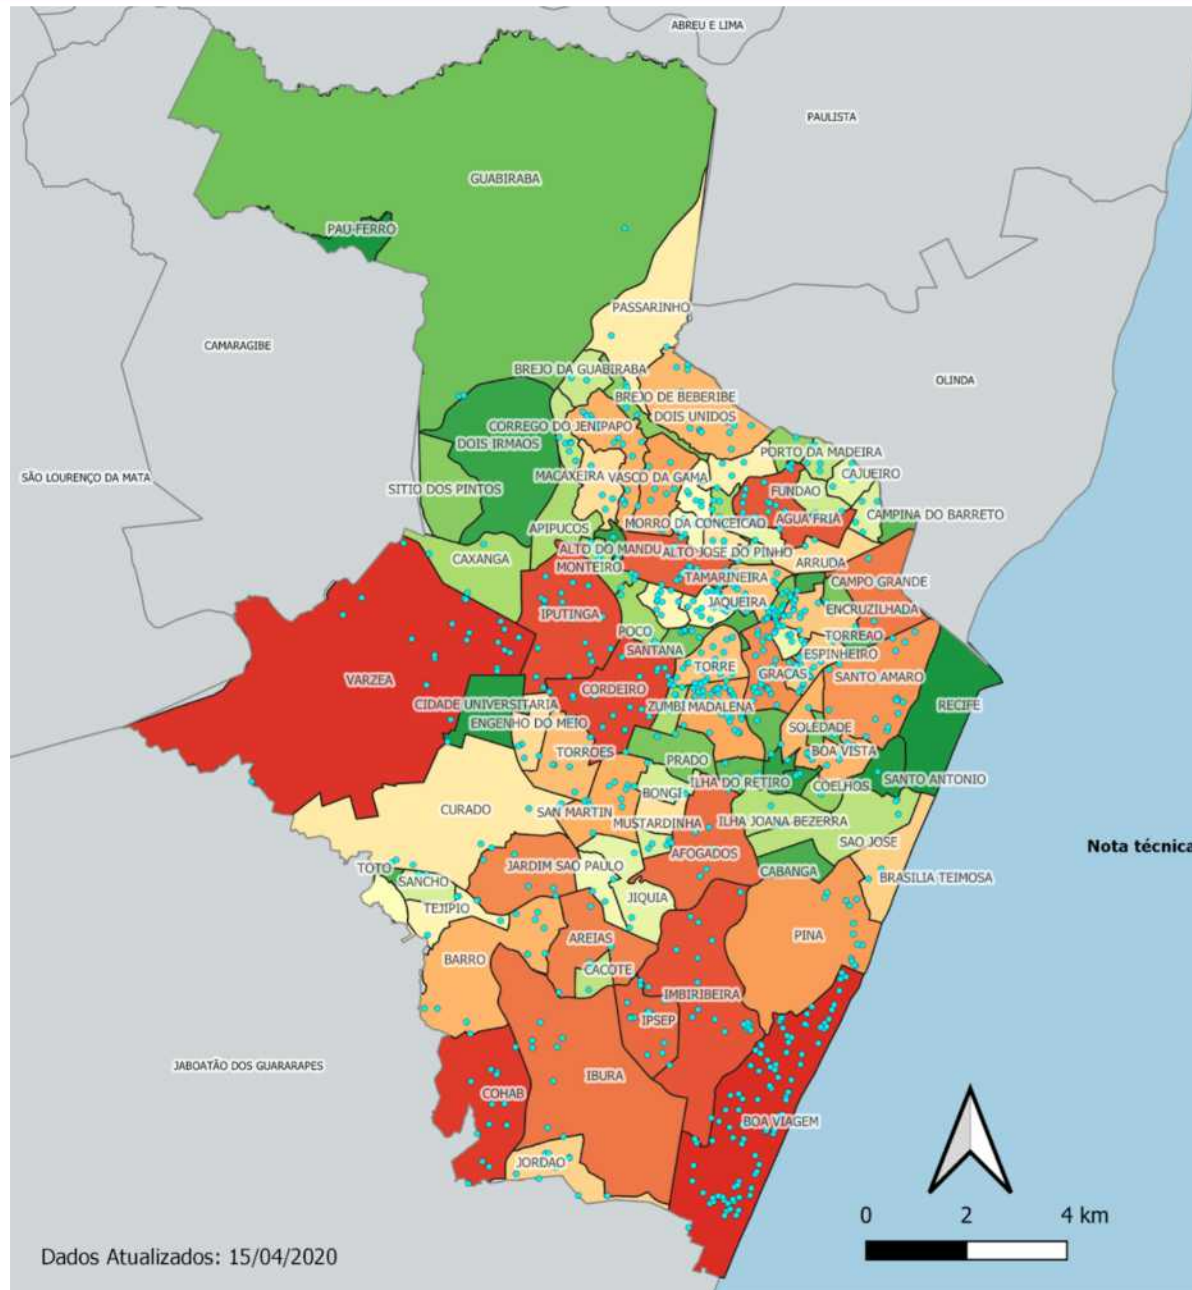 ABREU E LIMA
PAULISTA
GUABIRABA
PAU-FERRO
PASSARINHO
CAMARAGIBE
BREJO DA GUABIRABA
OLINDA
BREJO DE BEBERIBE
DOIS UNIDOS
CORREGO DO JENIPAPO
DOIS IRMAOS
PORTO DA MADEIRA
SÃO LOURENÇO DA MATA
MACAXEIRA
VASCO DA GAMA
CAJUEIRO
SITIO DOS PINTOS
FUNDAO
APIPUCOS
MORRO DA CONCEICAO
AGUA FRIA
CAMPINA DO BARRETO
CAXANGA
ALTO DO MANDU
ALTO JOSE DO PINHO
MONTEIRO
ARRUDA
TAMARINEIRA
CAMPO GRANDE
IPUTINGA
JAQUEIRA
ENCRUZILHADA
POCO
TORREAO
SANTANA
ESPINHEIRO
TORRE
GRACAS
SANTO AMARO
VARZEA
CORDEIRO
CIDADE UNIVERSITARIA
ZUMBI
MADALENA
RECIFE
ENGENHO DO MEIO
SOLEDADE
TORROES
BOA VISTA
PRADO
ILHA DO RETIRO
COELHOS
SANTO ANTONIO
BONGI
CURADO
SAN MARTIN
MUSTARDINHA
ILHA JOANA BEZERRA
SAO JOSE
Nota técnica
AFOGADOS
TOTO
JARDIM SAO PAULO
CABANGA
BRASILIA TEIMOSA
SANCHO
TEJIPIO
JIQUIA
PINA
AREIAS
BARRO
CACOTE
IMBIRIBEIRA
IPSEP
JABOATÃO DOS GUARARAPES
IBURA
COHAB
BOA VIAGEM
JORDAO
0 2 4 km
Dados Atualizados: 15/04/2020